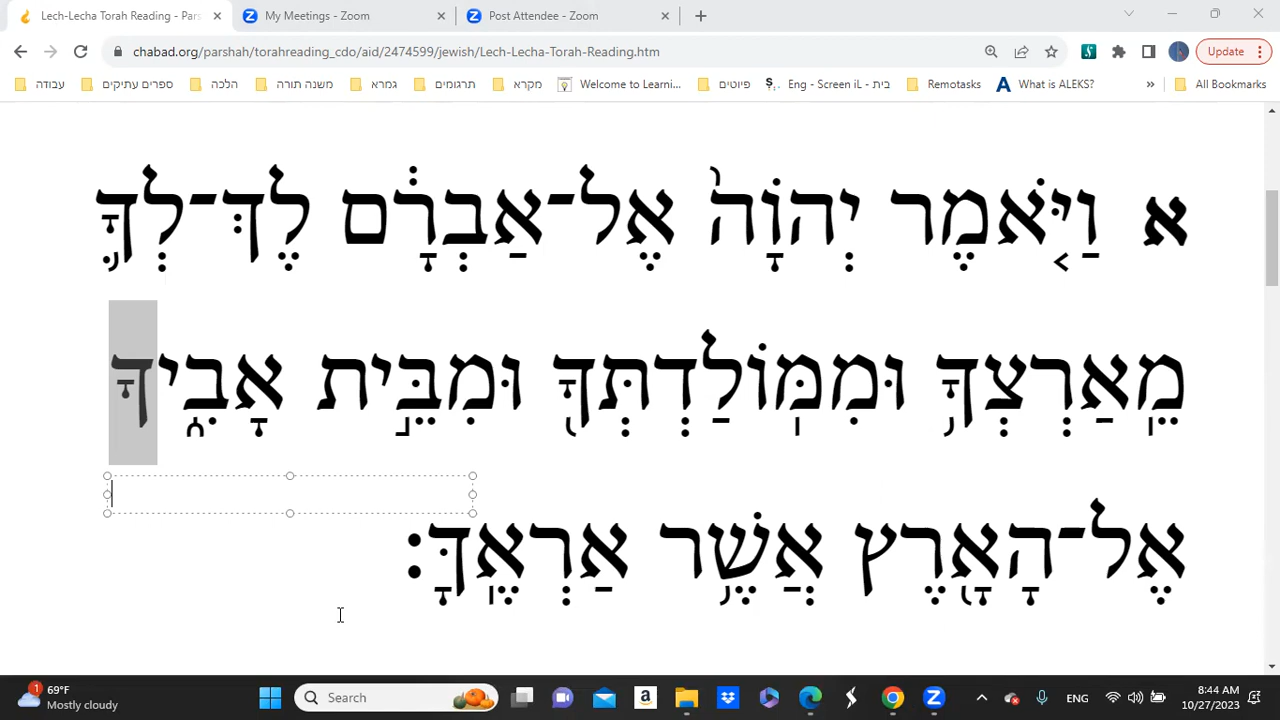 Lech-Lecha Torah Reading - Pars
My Meetings - Zoom
Post Attendee - Zoom
chabad.org/parshah/torahreading_cdo/aid/2474599/jewish/Lech-Lecha-Torah-Reading.htm
Update
עבודה
ספרים עתיקים
הלכה
משנה תורה
גמרא
תרגומים
מקרא
Welcome to Learni...
פיוטים
Eng - Screen iL - בית
Remotasks
What is ALEKS?
»
All Bookmarks
א וַיֹּ֤אמֶר יְהֹוָה֙ אֶל־אַבְרָ֔ם לֶךְ־לְךָ֛
מֵֽאַרְצְךָ֥ וּמִמּֽוֹלַדְתְּךָ֖ וּמִבֵּ֣ית אָבִ֑יךָ
אֶל־הָאָ֖רֶץ אֲשֶׁ֥ר אַרְאֶֽךָּ:
1
69°F
Mostly cloudy
Search
ENG
8:44 AM
10/27/2023